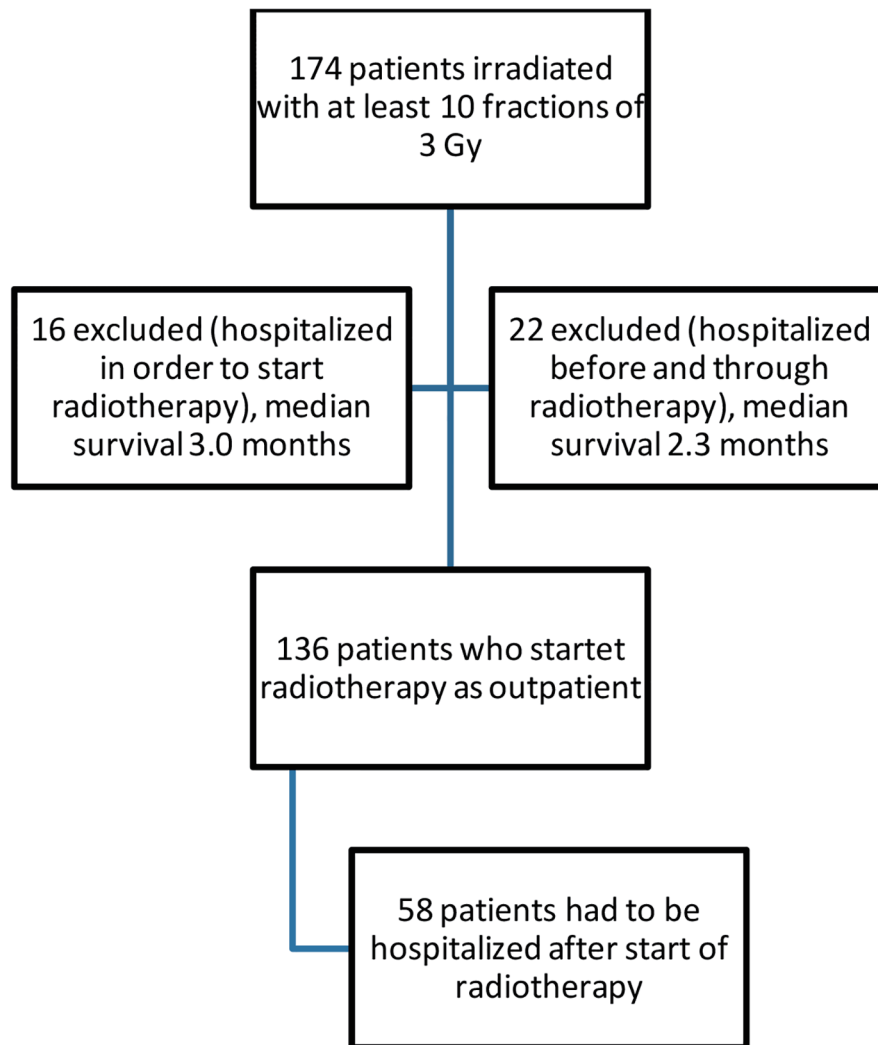 174 patients irradiated
with at least 10 fractions of
3 Gy
16 excluded (hospitalized
in order to start
radiotherapy), median
survival 3.0 months
22 excluded (hospitalized
before and through
radiotherapy), median
survival 2.3 months
136 patients who startet
radiotherapy as outpatient
58 patients had to be
hospitalized after start of
radiotherapy